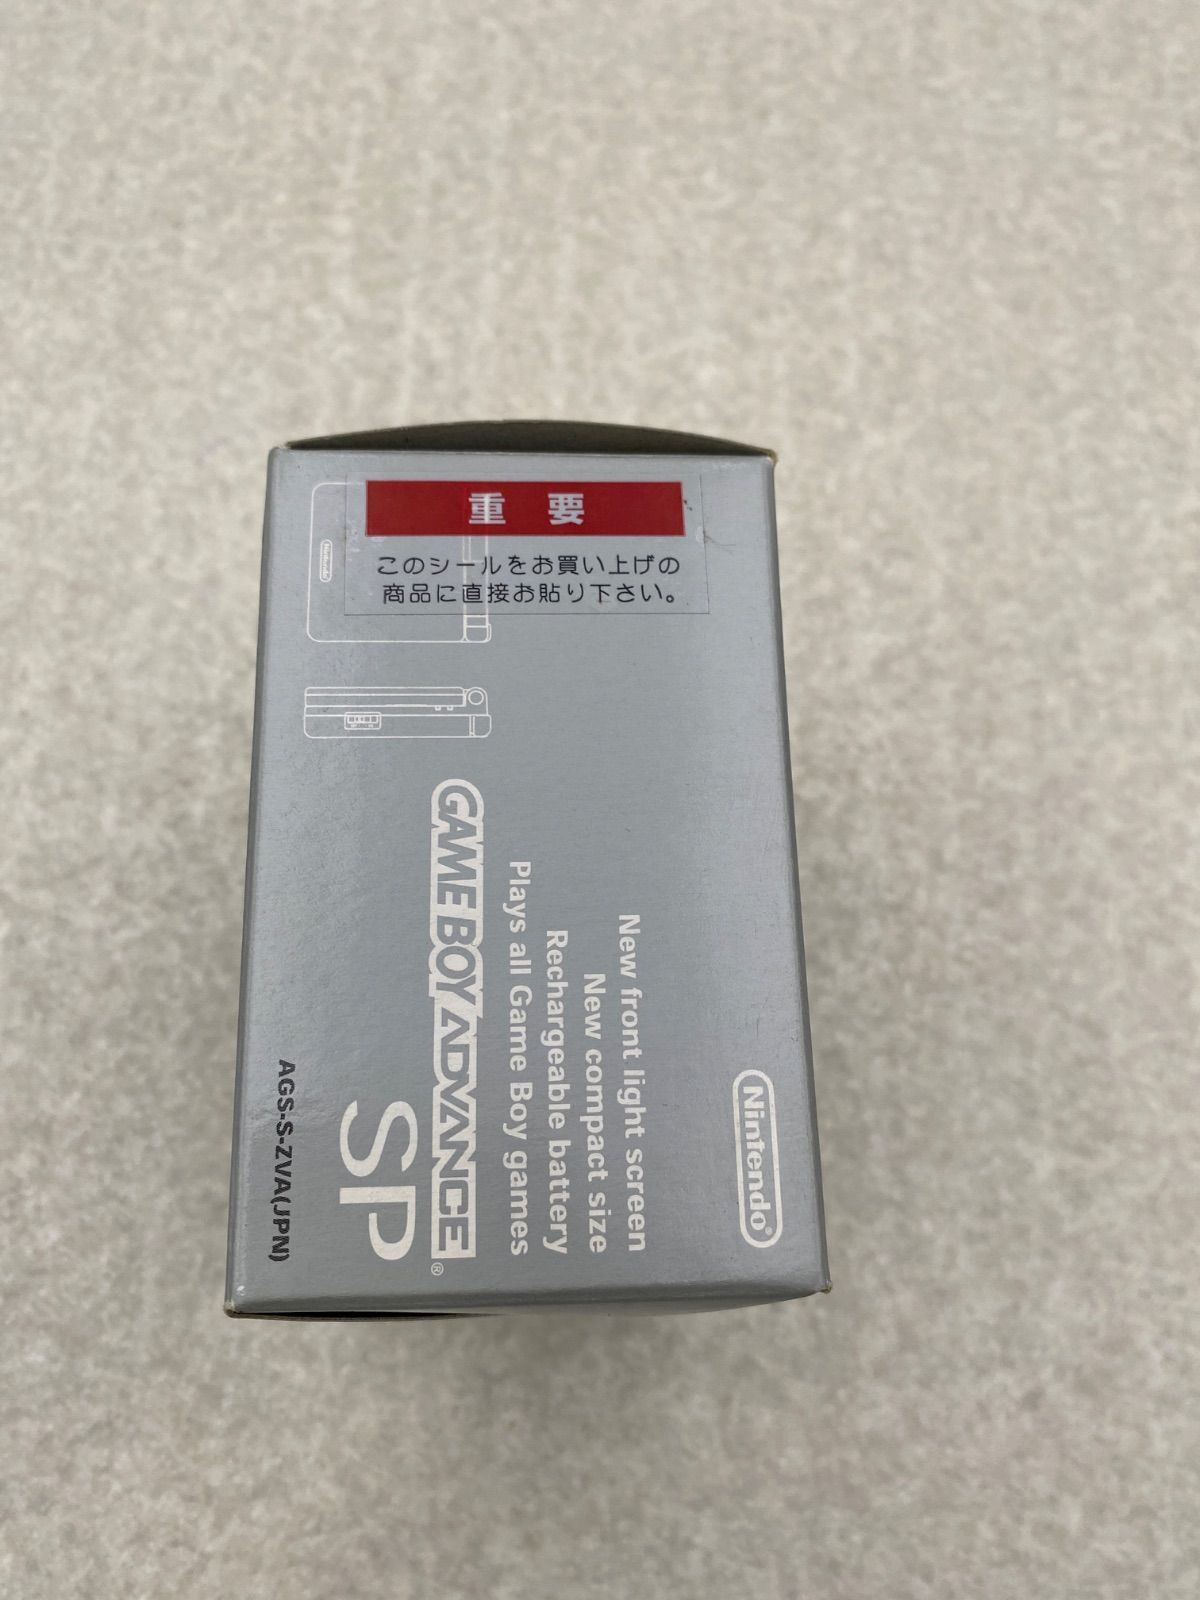 重要
このシールをお買い上げの
商品に直接お貼り下さい。
Nintendo
Nintendo®
New front light screen
New compact size
Rechargeable battery
Plays all Game Boy games
GAME BOY ADVANCE®
SP
AGS-S-ZVA(JPN)